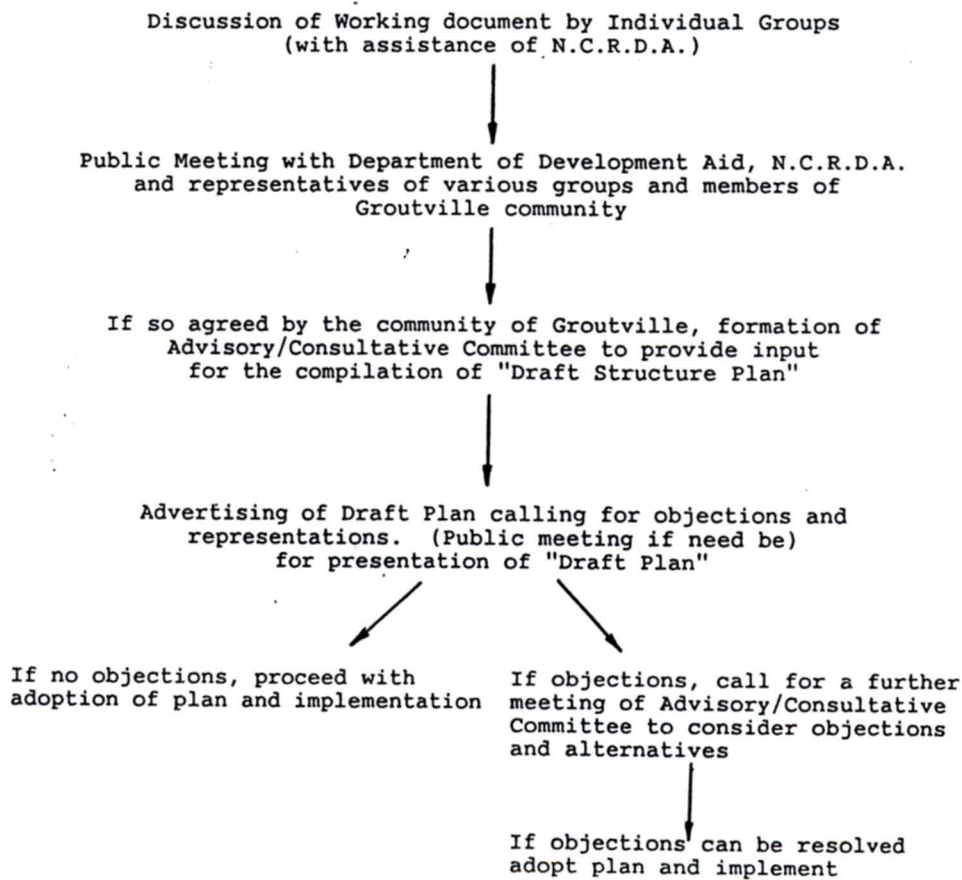 Discussion of Working document by Individual Groups
(with assistance of N.C.R.D.A.)
Public Meeting with Department of Development Aid, N.C.R.D.A.
and representatives of various groups and members of
Groutville community
If so agreed by the community of Groutville, formation of
Advisory/Consultative Committee to provide input
for the compilation of "Draft Structure Plan"
Advertising of Draft Plan calling for objections and
representations. (Public meeting if need be)
for presentation of "Draft Plan"
If no objections, proceed with
adoption of plan and implementation
If objections, call for a further
meeting of Advisory/Consultative
Committee to consider objections
and alternatives
If objections can be resolved
adopt plan and implement